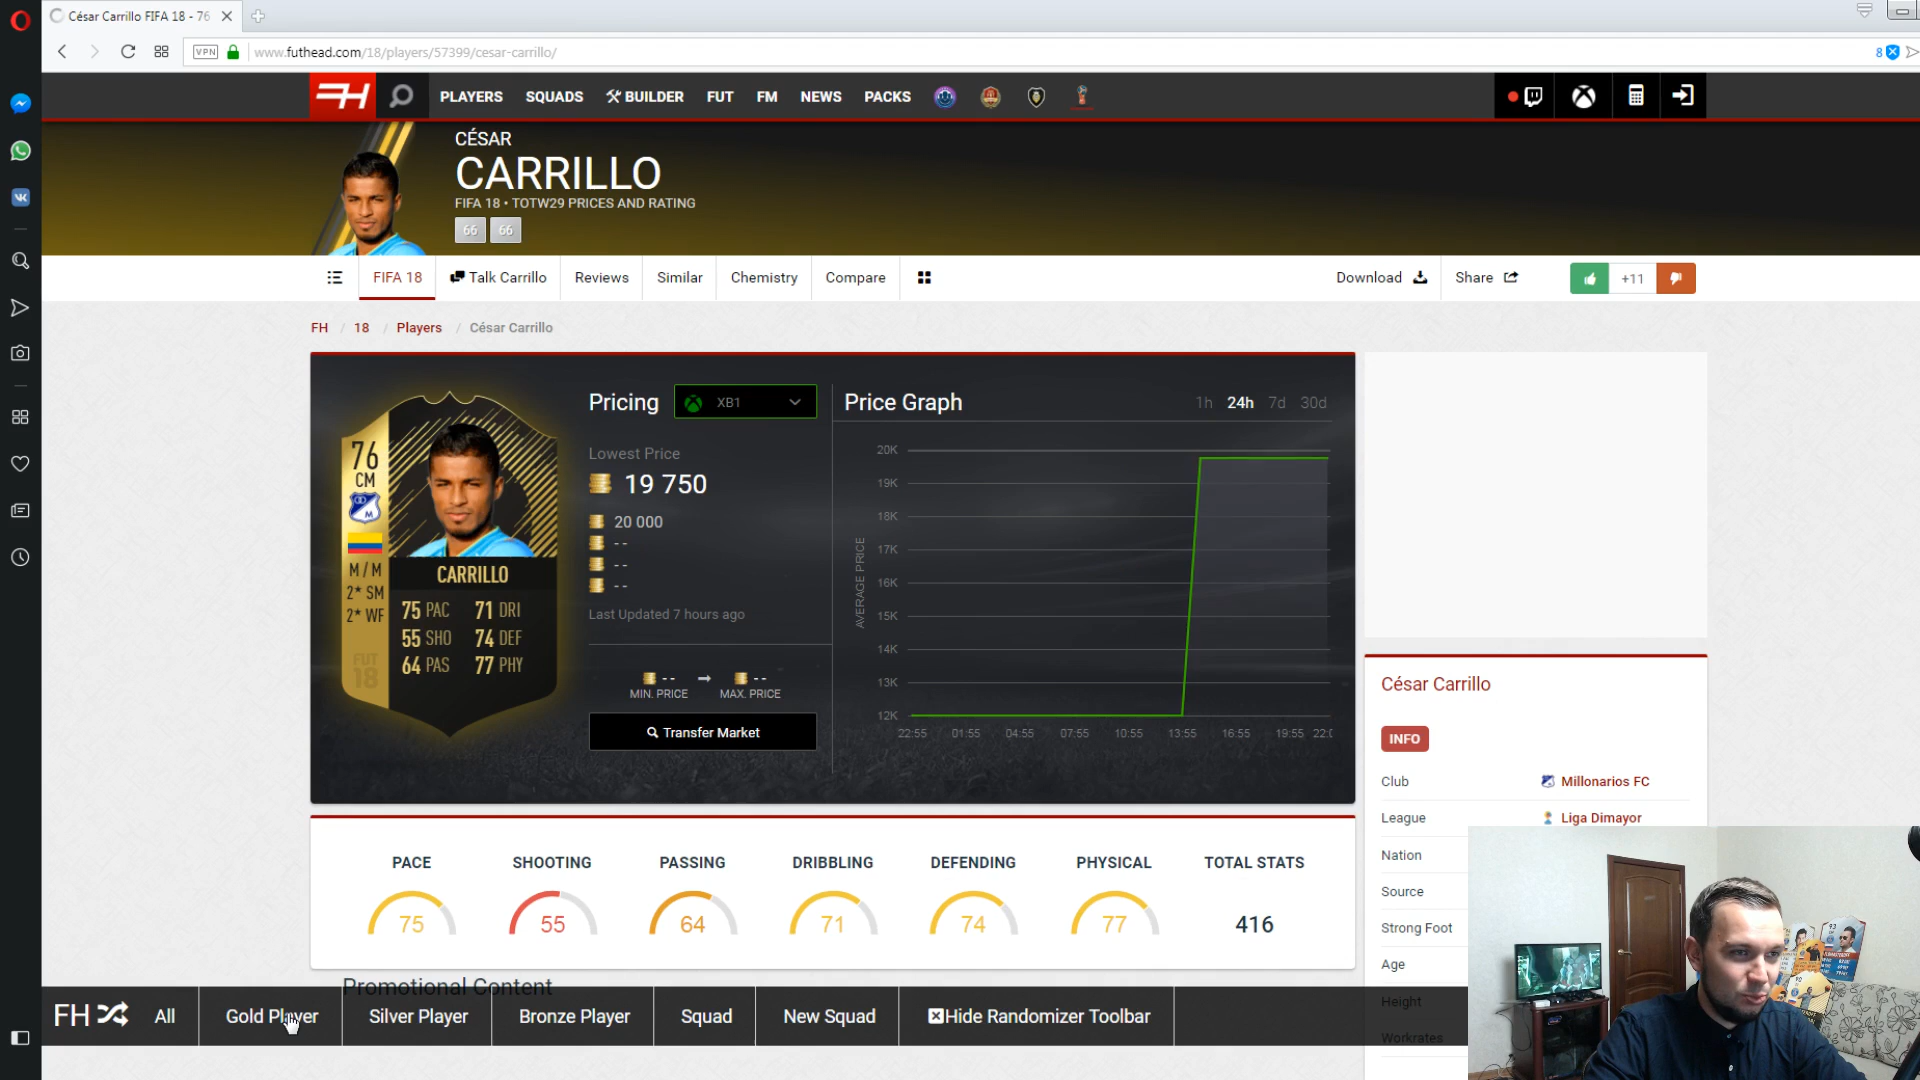 César Carrillo FIFA 18 - 76
VPN
www.futhead.com/18/players/57399/cesar-carrillo/
8
FH
PLAYERS
SQUADS
BUILDER
FUT
FM
NEWS
PACKS
CÉSAR
CARRILLO
FIFA 18 • TOTW29 PRICES AND RATING
66 66
FIFA 18
Talk Carrillo
Reviews
Similar
Chemistry
Compare
Download
Share
+11
FH / 18 / Players / César Carrillo
76
CM
M / M
2* SM
2* WF
FUT
18
CARRILLO
75 PAC 71 DRI
55 SHO 74 DEF
64 PAS 77 PHY
Pricing
XB1
Lowest Price
19 750
20 000
--
--
--
Last Updated 7 hours ago
-- --
MIN. PRICE MAX. PRICE
Transfer Market
Price Graph
1h 24h 7d 30d
AVERAGE PRICE
20K
19K
18K
17K
16K
15K
14K
13K
12K
22:55 01:55 04:55 07:55 10:55 13:55 16:55 19:55 22:0
César Carrillo
INFO
Club Millonarios FC
League Liga Dimayor
Nation
Source
Strong Foot
Age
Height
Workrates
PACE SHOOTING PASSING DRIBBLING DEFENDING PHYSICAL TOTAL STATS
75 55 64 71 74 77 416
Promotional Content
FH
All
Gold Player
Silver Player
Bronze Player
Squad
New Squad
Hide Randomizer Toolbar